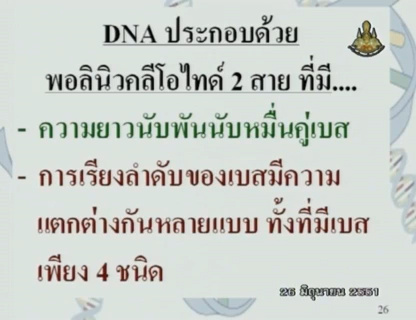 DNA ประกอบด้วย
พอลินิวคลีโอไทด์ 2 สาย ที่มี....
- ความยาวนับพันนับหมื่นคู่เบส
- การเรียงลำดับของเบสมีความ
แตกต่างกันหลายแบบ ทั้งที่มีเบส
เพียง 4 ชนิด
26 มิถุนายน 2551
26